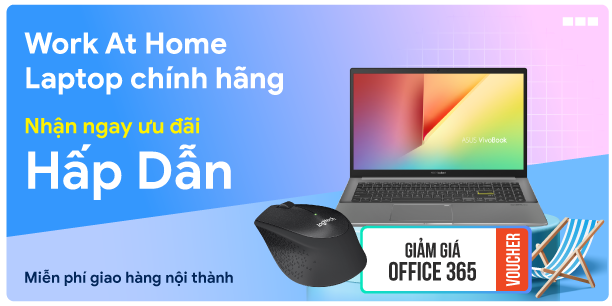 Work At Home
Laptop chính hãng
Nhận ngay ưu đãi
Hấp Dẫn
Miễn phí giao hàng nội thành
ASUS VivoBook
logitech
GIẢM GIÁ
OFFICE 365
VOUCHER